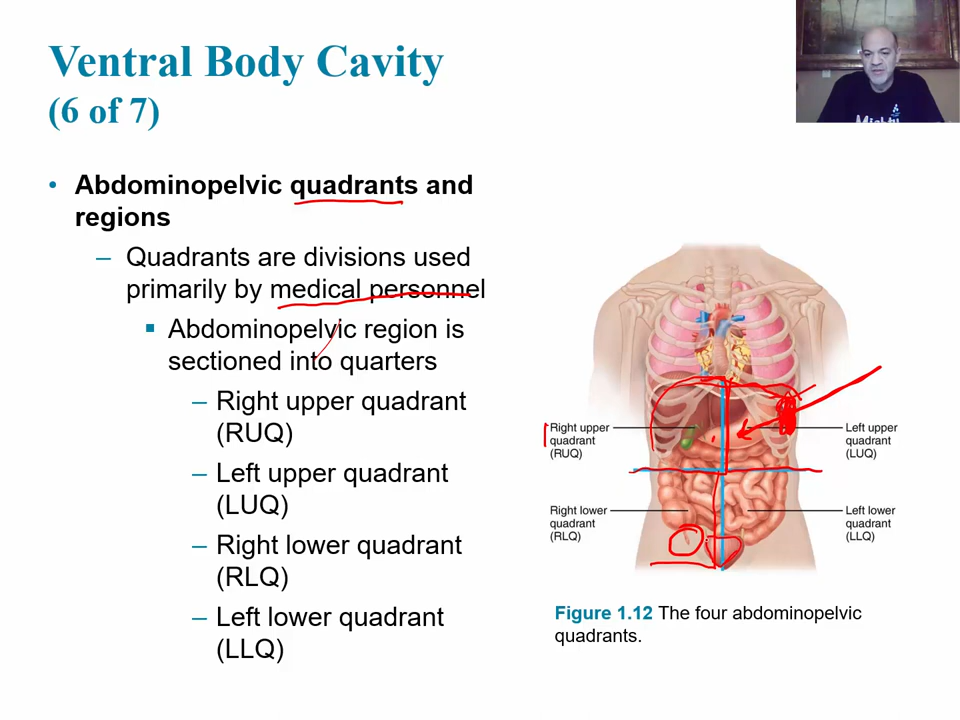 Ventral Body Cavity
(6 of 7)
• Abdominopelvic quadrants and
regions
– Quadrants are divisions used
primarily by medical personnel
▪ Abdominopelvic region is
sectioned into quarters
– Right upper quadrant
(RUQ)
– Left upper quadrant
(LUQ)
– Right lower quadrant
(RLQ)
– Left lower quadrant
(LLQ)
Right upper
quadrant
(RUQ)
Left upper
quadrant
(LUQ)
Right lower
quadrant
(RLQ)
Left lower
quadrant
(LLQ)
Figure 1.12 The four abdominopelvic
quadrants.